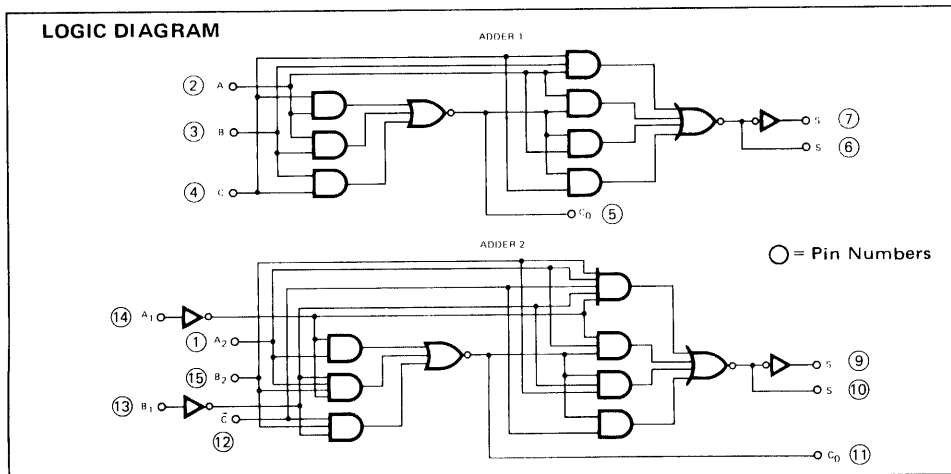 LOGIC DIAGRAM
ADDER 1
2 A
3 B
4 C
S 7
S 6
C0 5
ADDER 2
= Pin Numbers
14 A1
1 A2
15 B2
13 B1
C̄
12
S 9
S 10
C0 11